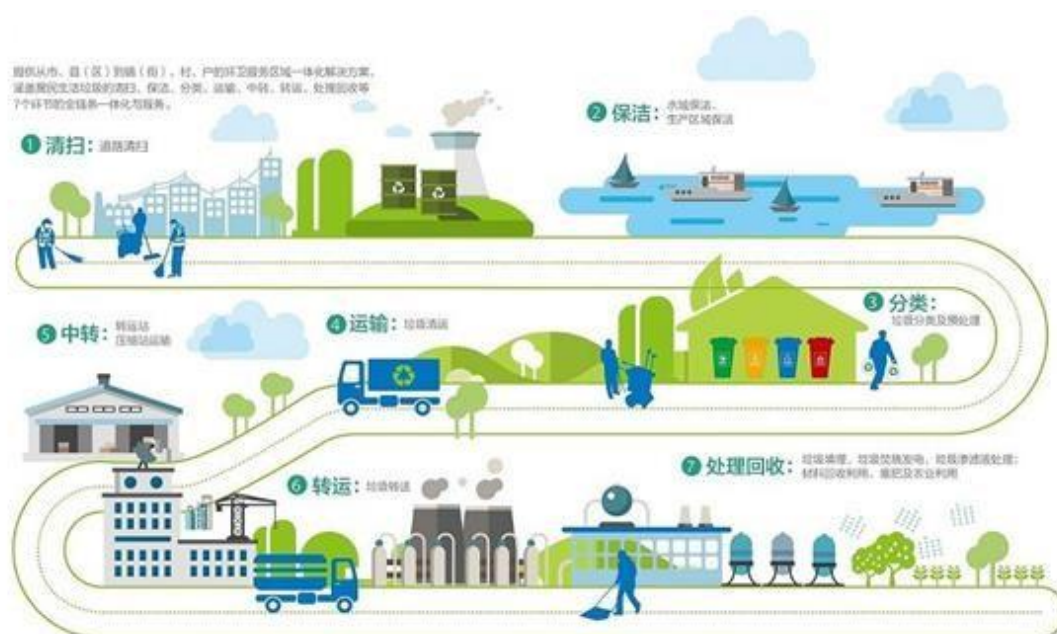 提供从市、县（区）到镇（街）、村、户的环卫服务区域一体化解决方案，
涵盖居民生活垃圾的清扫、保洁、分类、运输、中转、转运、处理回收等
7个环节的全链条一体化与服务。
1 清扫：道路清扫
2 保洁：水域保洁、
生产区域保洁
3 分类：
垃圾分类及预处理
4 运输：垃圾清运
5 中转：转运站
压缩站运输
6 转运：垃圾转送
7 处理回收：垃圾填埋，垃圾焚烧发电，垃圾渗滤液处理；
材料回收利用，堆肥及农业利用